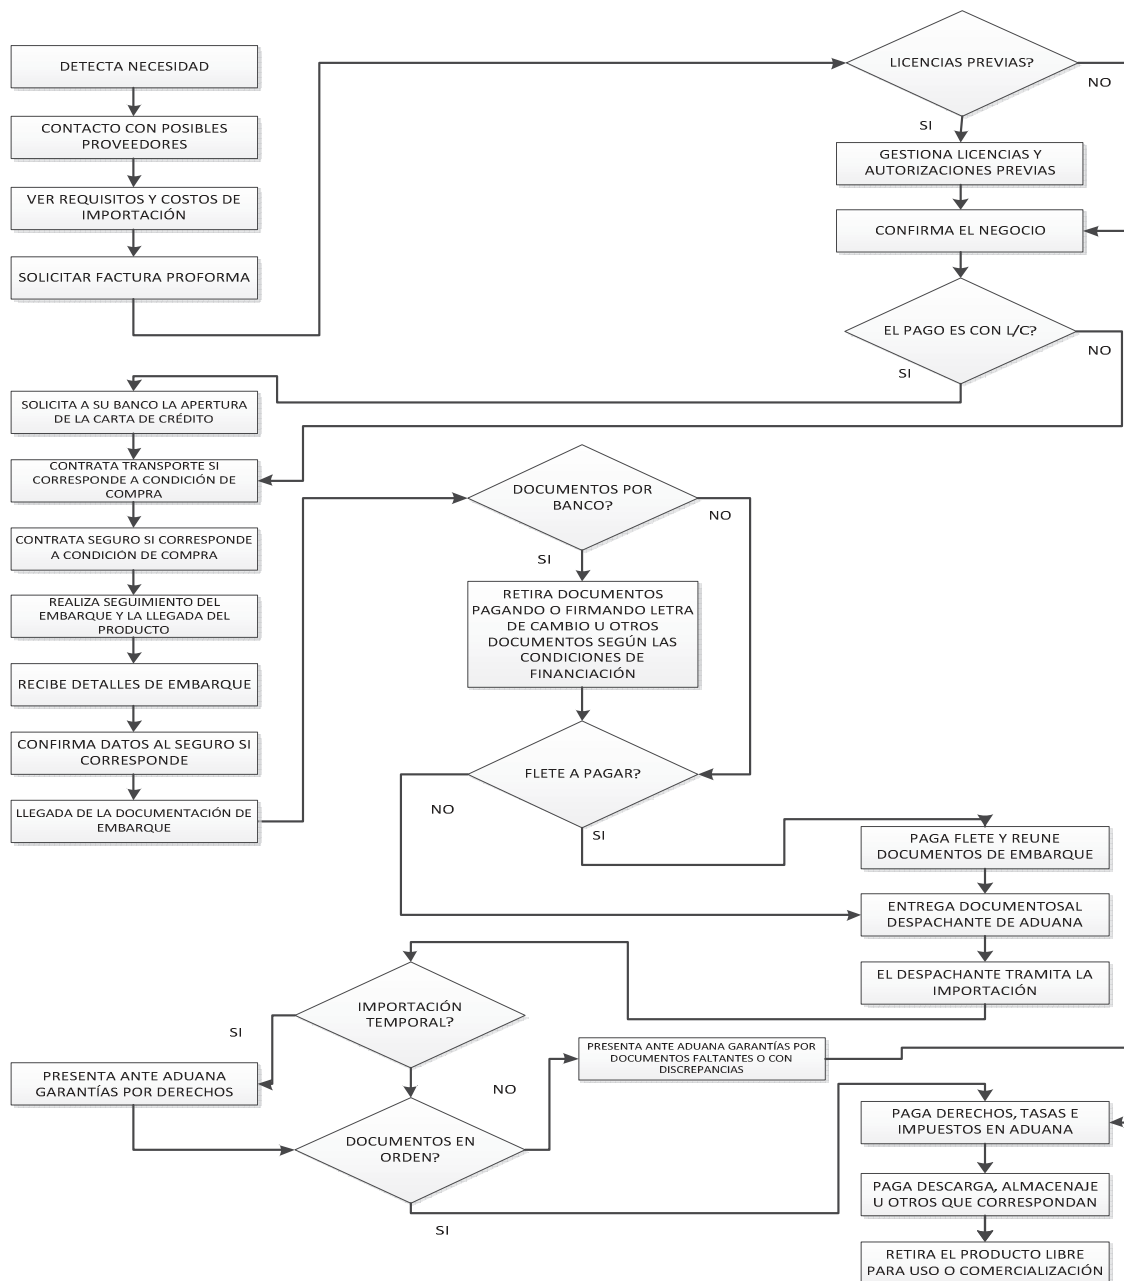 DETECTA NECESIDAD
CONTACTO CON POSIBLES
PROVEEDORES
VER REQUISITOS Y COSTOS DE
IMPORTACIÓN
SOLICITAR FACTURA PROFORMA
LICENCIAS PREVIAS?
NO
SI
GESTIONA LICENCIAS Y
AUTORIZACIONES PREVIAS
CONFIRMA EL NEGOCIO
EL PAGO ES CON L/C?
NO
SI
SOLICITA A SU BANCO LA APERTURA
DE LA CARTA DE CRÉDITO
CONTRATA TRANSPORTE SI
CORRESPONDE A CONDICIÓN DE
COMPRA
CONTRATA SEGURO SI CORRESPONDE
A CONDICIÓN DE COMPRA
REALIZA SEGUIMIENTO DEL
EMBARQUE Y LA LLEGADA DEL
PRODUCTO
RECIBE DETALLES DE EMBARQUE
CONFIRMA DATOS AL SEGURO SI
CORRESPONDE
LLEGADA DE LA DOCUMENTACIÓN DE
EMBARQUE
DOCUMENTOS POR
BANCO?
NO
SI
RETIRA DOCUMENTOS
PAGANDO O FIRMANDO LETRA
DE CAMBIO U OTROS
DOCUMENTOS SEGÚN LAS
CONDICIONES DE
FINANCIACIÓN
FLETE A PAGAR?
NO
SI
PAGA FLETE Y REUNE
DOCUMENTOS DE EMBARQUE
ENTREGA DOCUMENTOSAL
DESPACHANTE DE ADUANA
EL DESPACHANTE TRAMITA LA
IMPORTACIÓN
IMPORTACIÓN
TEMPORAL?
SI
PRESENTA ANTE ADUANA
GARANTÍAS POR DERECHOS
NO
DOCUMENTOS EN
ORDEN?
SI
PRESENTA ANTE ADUANA GARANTÍAS POR
DOCUMENTOS FALTANTES O CON
DISCREPANCIAS
PAGA DERECHOS, TASAS E
IMPUESTOS EN ADUANA
PAGA DESCARGA, ALMACENAJE
U OTROS QUE CORRESPONDAN
RETIRA EL PRODUCTO LIBRE
PARA USO O COMERCIALIZACIÓN